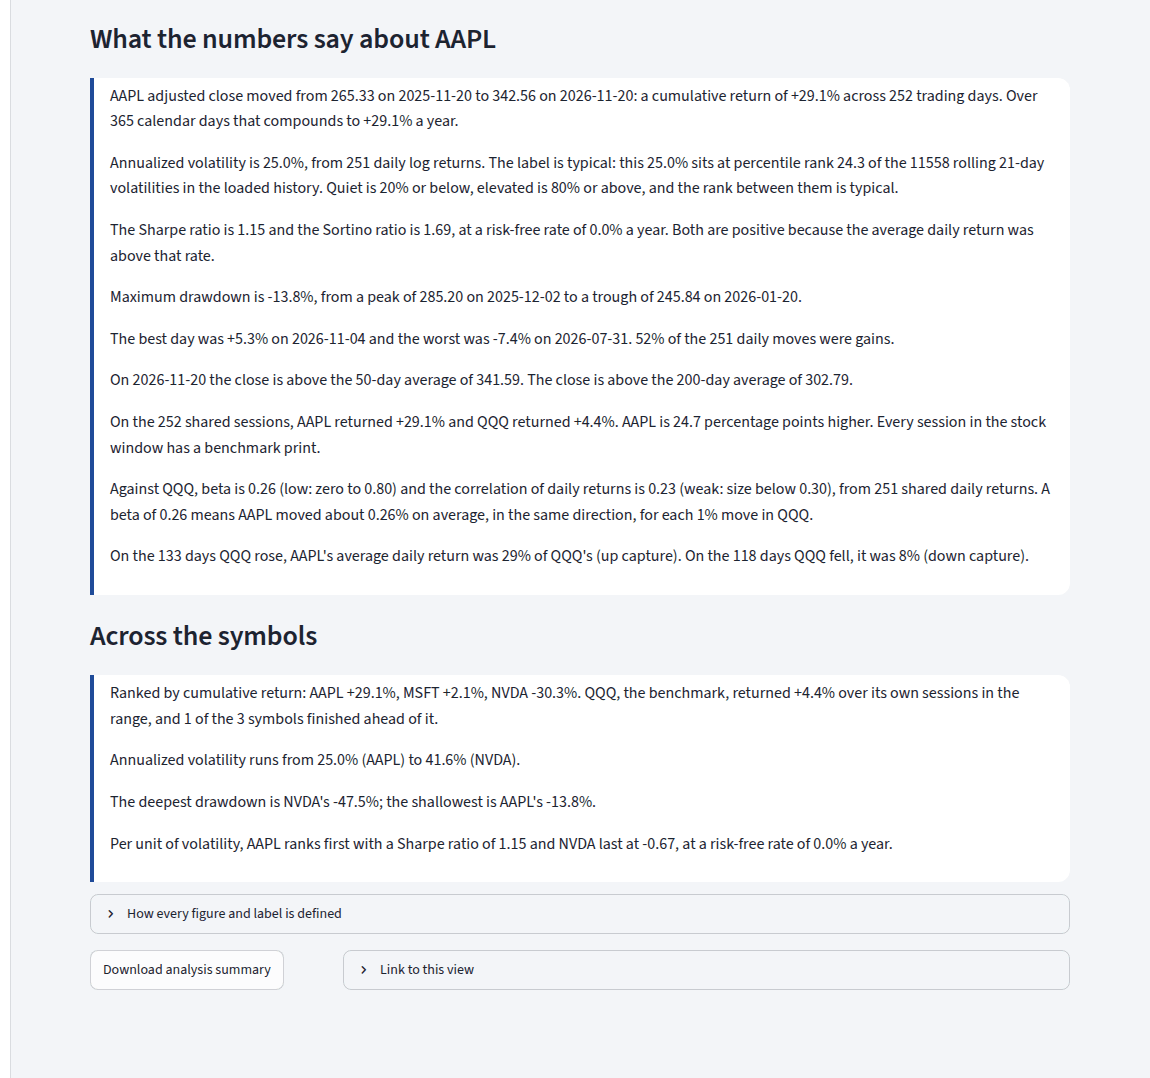 What the numbers say about AAPL
AAPL adjusted close moved from 265.33 on 2025-11-20 to 342.56 on 2026-11-20: a cumulative return of +29.1% across 252 trading days. Over
365 calendar days that compounds to +29.1% a year.
Annualized volatility is 25.0%, from 251 daily log returns. The label is typical: this 25.0% sits at percentile rank 24.3 of the 11558 rolling 21-day
volatilities in the loaded history. Quiet is 20% or below, elevated is 80% or above, and the rank between them is typical.
The Sharpe ratio is 1.15 and the Sortino ratio is 1.69, at a risk-free rate of 0.0% a year. Both are positive because the average daily return was
above that rate.
Maximum drawdown is -13.8%, from a peak of 285.20 on 2025-12-02 to a trough of 245.84 on 2026-01-20.
The best day was +5.3% on 2026-11-04 and the worst was -7.4% on 2026-07-31. 52% of the 251 daily moves were gains.
On 2026-11-20 the close is above the 50-day average of 341.59. The close is above the 200-day average of 302.79.
On the 252 shared sessions, AAPL returned +29.1% and QQQ returned +4.4%. AAPL is 24.7 percentage points higher. Every session in the stock
window has a benchmark print.
Against QQQ, beta is 0.26 (low: zero to 0.80) and the correlation of daily returns is 0.23 (weak: size below 0.30), from 251 shared daily returns. A
beta of 0.26 means AAPL moved about 0.26% on average, in the same direction, for each 1% move in QQQ.
On the 133 days QQQ rose, AAPL's average daily return was 29% of QQQ's (up capture). On the 118 days QQQ fell, it was 8% (down capture).
Across the symbols
Ranked by cumulative return: AAPL +29.1%, MSFT +2.1%, NVDA -30.3%. QQQ, the benchmark, returned +4.4% over its own sessions in the
range, and 1 of the 3 symbols finished ahead of it.
Annualized volatility runs from 25.0% (AAPL) to 41.6% (NVDA).
The deepest drawdown is NVDA's -47.5%; the shallowest is AAPL's -13.8%.
Per unit of volatility, AAPL ranks first with a Sharpe ratio of 1.15 and NVDA last at -0.67, at a risk-free rate of 0.0% a year.
How every figure and label is defined
Download analysis summary
Link to this view